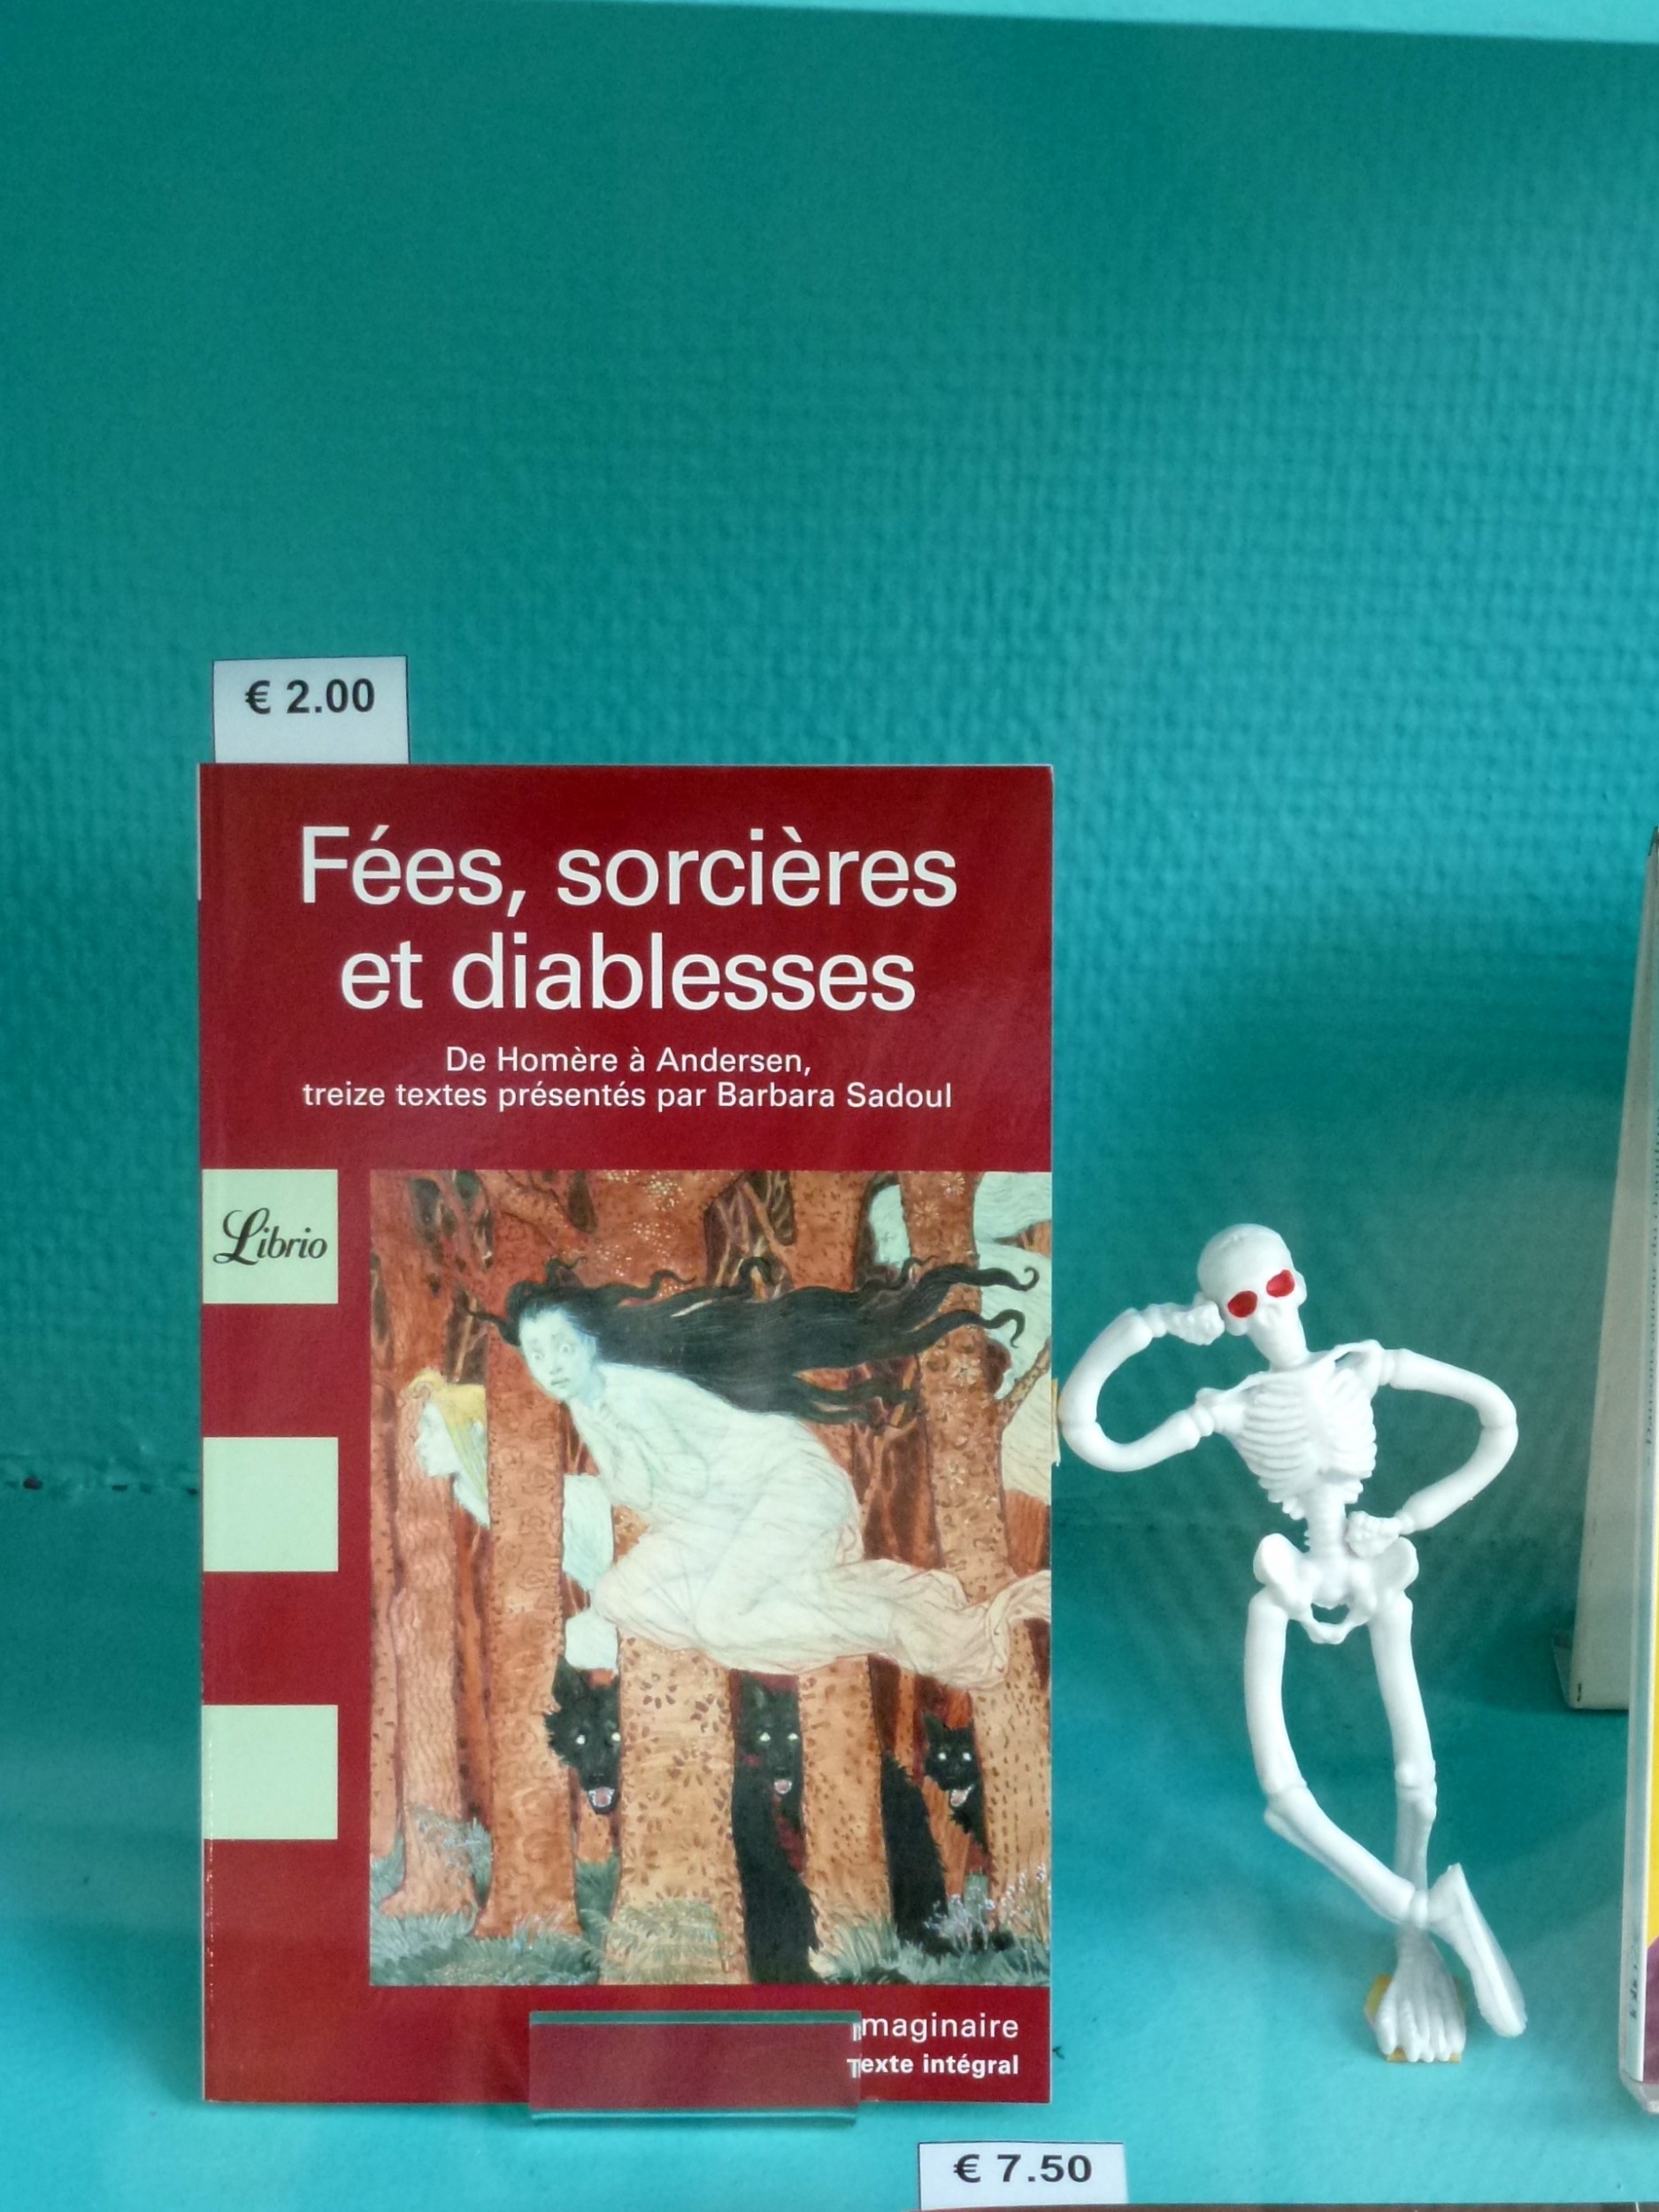 € 2.00
Fées, sorcières
et diablesses
De Homère à Andersen,
treize textes présentés par Barbara Sadoul
Librio
Imaginaire
Texte intégral
€ 7.50